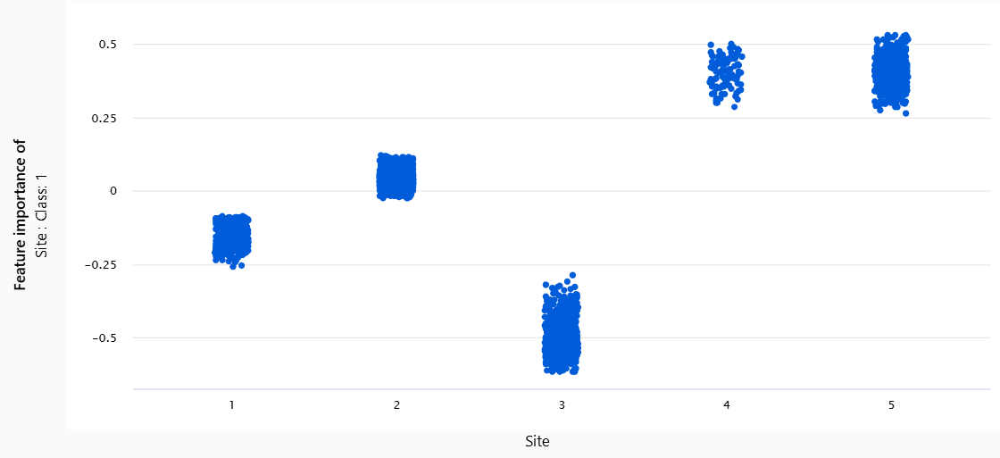 Feature importance of
Site : Class: 1
0.5
0.25
0
−0.25
−0.5
1 2 3 4 5
Site